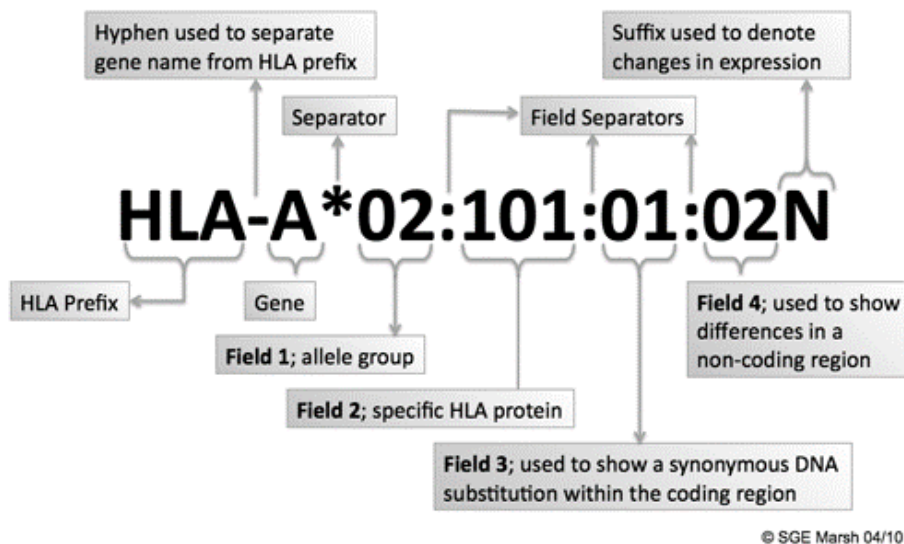 Hyphen used to separate
gene name from HLA prefix
Suffix used to denote
changes in expression
Separator
Field Separators
HLA-A*02:101:01:02N
HLA Prefix
Gene
Field 1; allele group
Field 2; specific HLA protein
Field 3; used to show a synonymous DNA
substitution within the coding region
Field 4; used to show
differences in a
non-coding region
© SGE Marsh 04/10